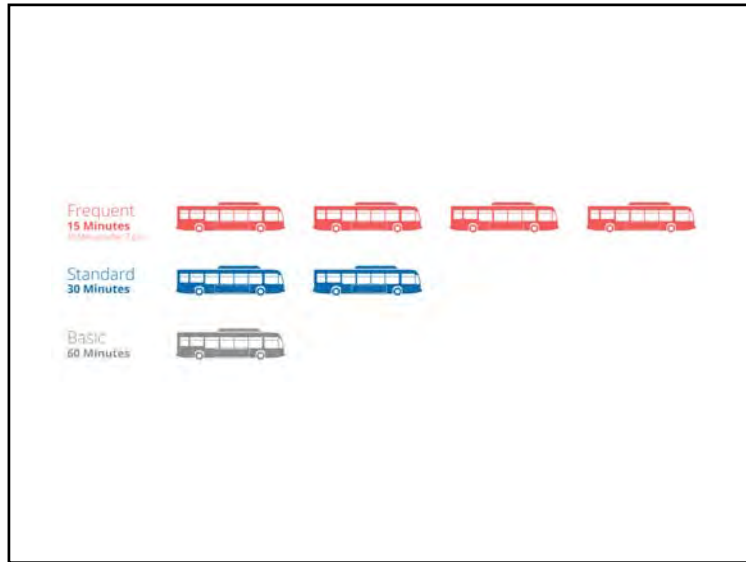 Frequent
15 Minutes
Standard
30 Minutes
Basic
60 Minutes